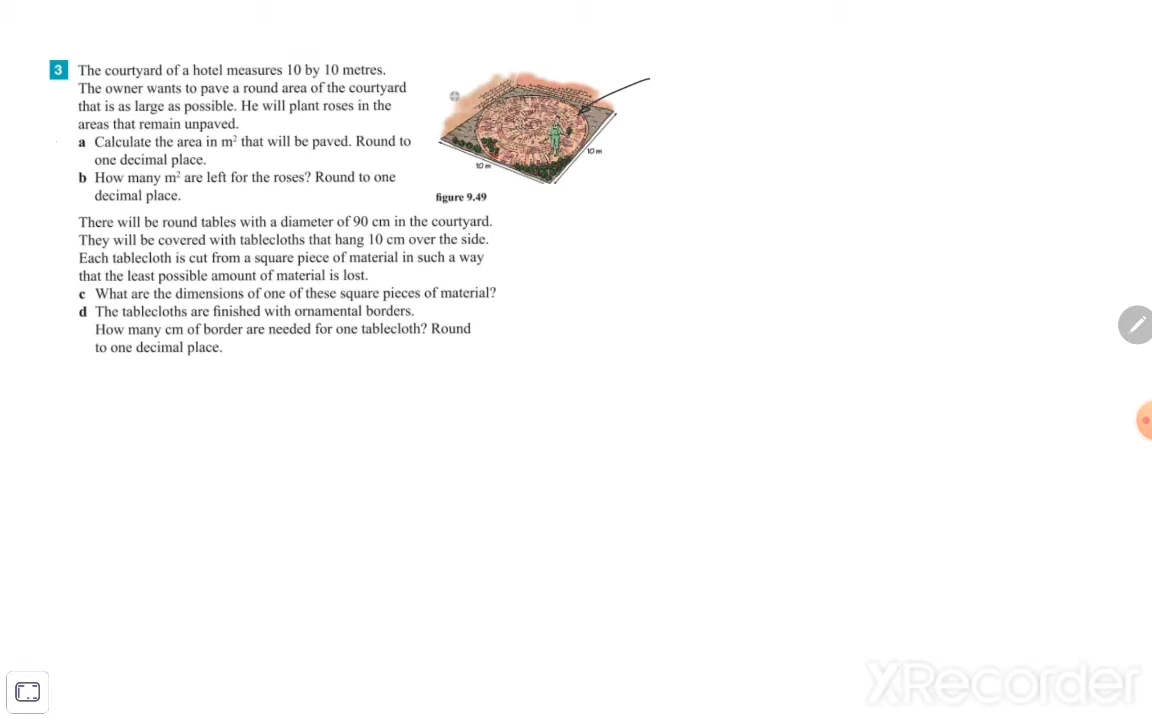 3 The courtyard of a hotel measures 10 by 10 metres.
The owner wants to pave a round area of the courtyard
that is as large as possible. He will plant roses in the
areas that remain unpaved.
a Calculate the area in m² that will be paved. Round to
one decimal place.
b How many m² are left for the roses? Round to one
decimal place.
10 m
10 m
figure 9.49
There will be round tables with a diameter of 90 cm in the courtyard.
They will be covered with tablecloths that hang 10 cm over the side.
Each tablecloth is cut from a square piece of material in such a way
that the least possible amount of material is lost.
c What are the dimensions of one of these square pieces of material?
d The tablecloths are finished with ornamental borders.
How many cm of border are needed for one tablecloth? Round
to one decimal place.
XRecorder